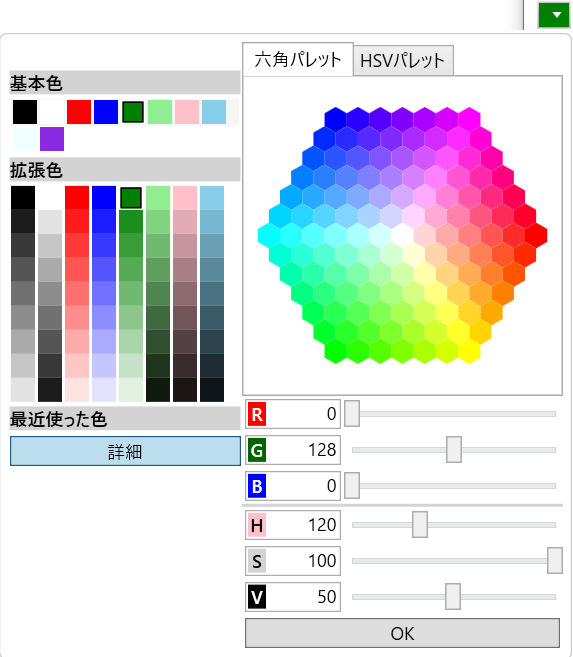 六角パレット
HSVパレット
基本色
拡張色
最近使った色
詳細
R 0
G 128
B 0
H 120
S 100
V 50
OK